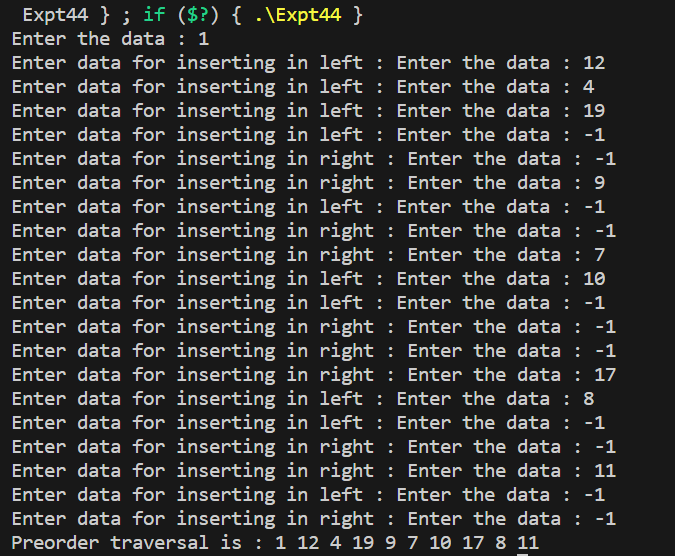 Expt44 } ; if ($?) { .\Expt44 }
Enter the data : 1
Enter data for inserting in left : Enter the data : 12
Enter data for inserting in left : Enter the data : 4
Enter data for inserting in left : Enter the data : 19
Enter data for inserting in left : Enter the data : -1
Enter data for inserting in right : Enter the data : -1
Enter data for inserting in right : Enter the data : 9
Enter data for inserting in left : Enter the data : -1
Enter data for inserting in right : Enter the data : -1
Enter data for inserting in right : Enter the data : 7
Enter data for inserting in left : Enter the data : 10
Enter data for inserting in left : Enter the data : -1
Enter data for inserting in right : Enter the data : -1
Enter data for inserting in right : Enter the data : -1
Enter data for inserting in right : Enter the data : 17
Enter data for inserting in left : Enter the data : 8
Enter data for inserting in left : Enter the data : -1
Enter data for inserting in right : Enter the data : -1
Enter data for inserting in right : Enter the data : 11
Enter data for inserting in left : Enter the data : -1
Enter data for inserting in right : Enter the data : -1
Preorder traversal is : 1 12 4 19 9 7 10 17 8 11